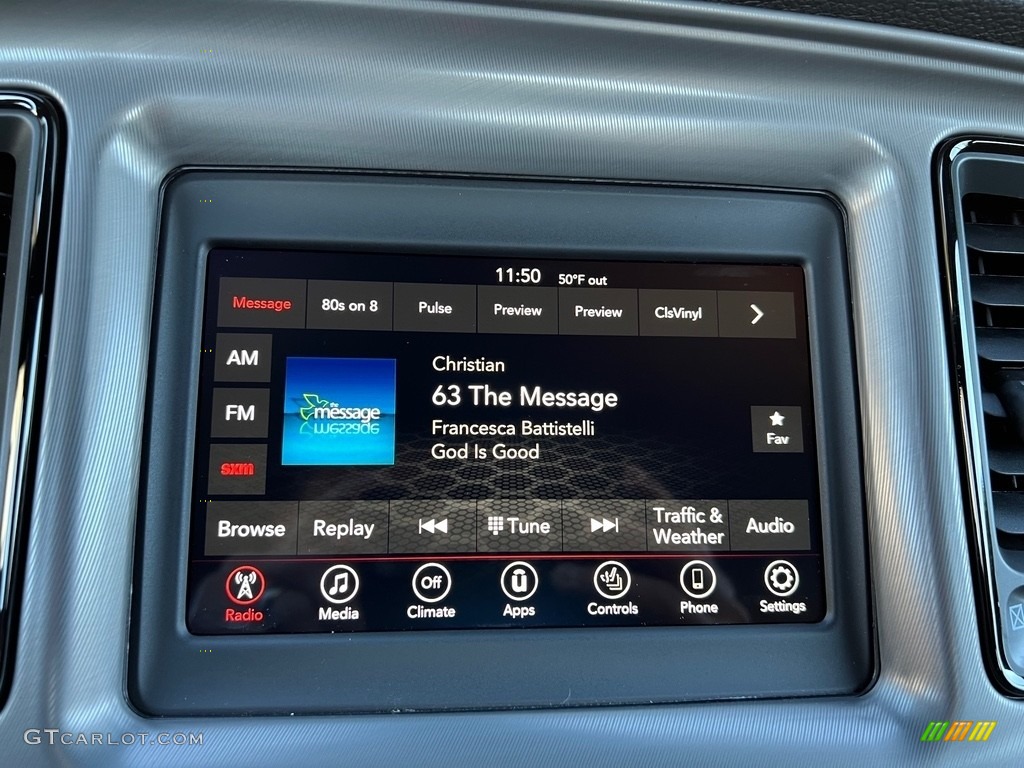 11:50 50°F out
Message 80s on 8 Pulse Preview Preview ClsVinyl
AM
FM
sxm
the message
Christian
63 The Message
Francesca Battistelli
God Is Good
Fav
Browse Replay Tune Traffic & Weather Audio
Radio Media Off Climate Apps Controls Phone Settings
GTCARLOT.COM